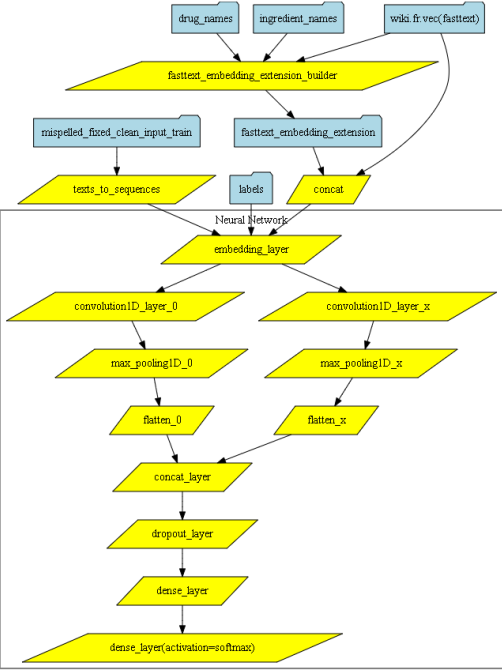 drug_names
ingredient_names
wiki.fr.vec(fasttext)
fasttext_embedding_extension_builder
mispelled_fixed_clean_input_train
fasttext_embedding_extension
texts_to_sequences
labels
concat
Neural Network
embedding_layer
convolution1D_layer_0
convolution1D_layer_x
max_pooling1D_0
max_pooling1D_x
flatten_0
flatten_x
concat_layer
dropout_layer
dense_layer
dense_layer(activation=softmax)